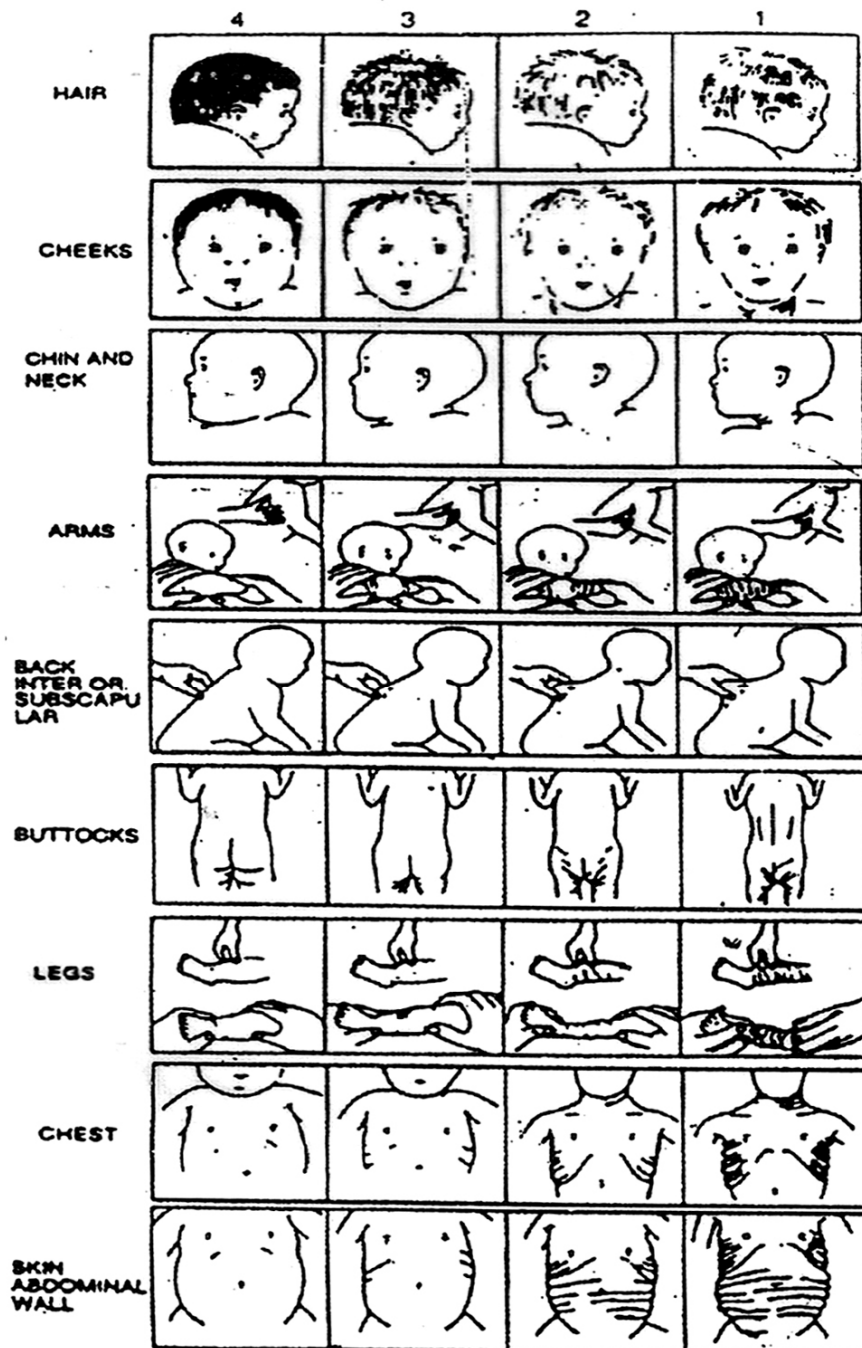 4 3 2 1
HAIR
CHEEKS
CHIN AND
NECK
ARMS
BACK
INTER OR
SUBSCAPU
LAR
BUTTOCKS
LEGS
CHEST
SKIN
ABDOMINAL
WALL